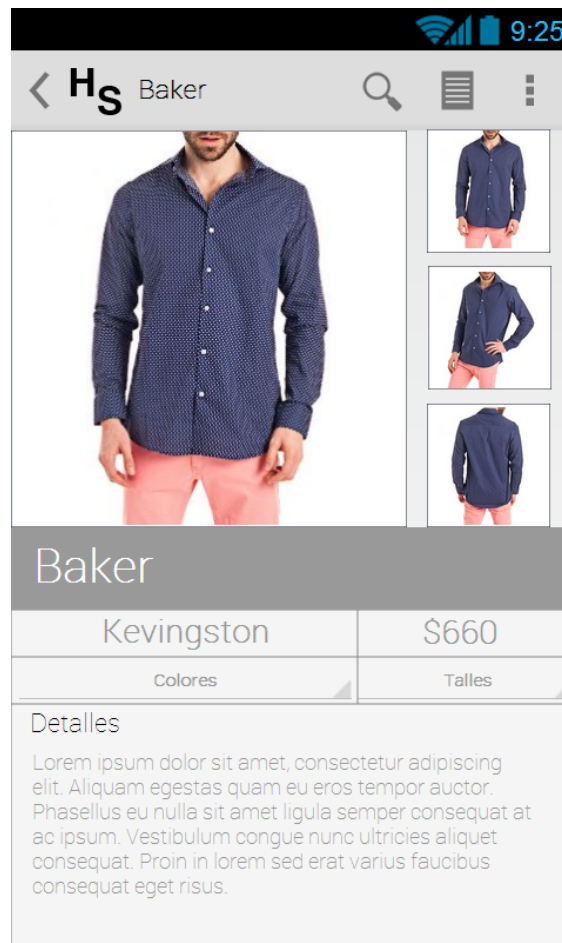 9:25
HS Baker
Baker
Kevingston $660
Colores Talles
Detalles
Lorem ipsum dolor sit amet, consectetur adipiscing
elit. Aliquam egestas quam eu eros tempor auctor.
Phasellus eu nulla sit amet ligula semper consequat at
ac ipsum. Vestibulum congue nunc ultricies aliquet
consequat. Proin in lorem sed erat varius faucibus
consequat eget risus.